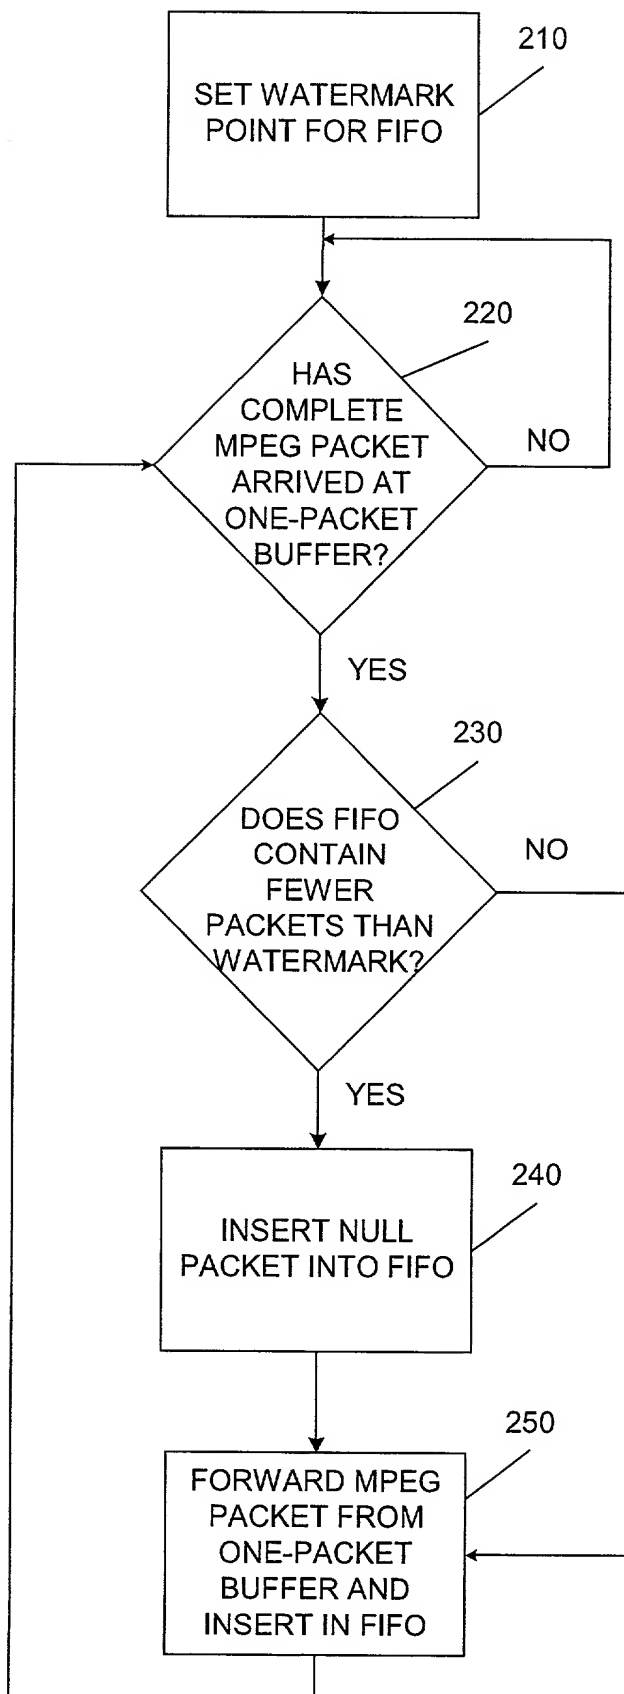 210
SET WATERMARK
POINT FOR FIFO
220
HAS
COMPLETE
MPEG PACKET
ARRIVED AT
ONE-PACKET
BUFFER?
NO
YES
230
DOES FIFO
CONTAIN
FEWER
PACKETS THAN
WATERMARK?
NO
YES
240
INSERT NULL
PACKET INTO FIFO
250
FORWARD MPEG
PACKET FROM
ONE-PACKET
BUFFER AND
INSERT IN FIFO